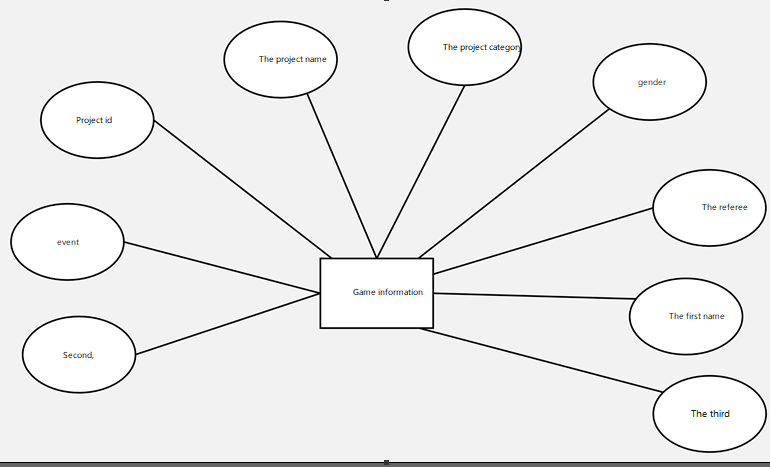 The project name
The project category
gender
Project id
The referee
event
Game information
The first name
Second,
The third